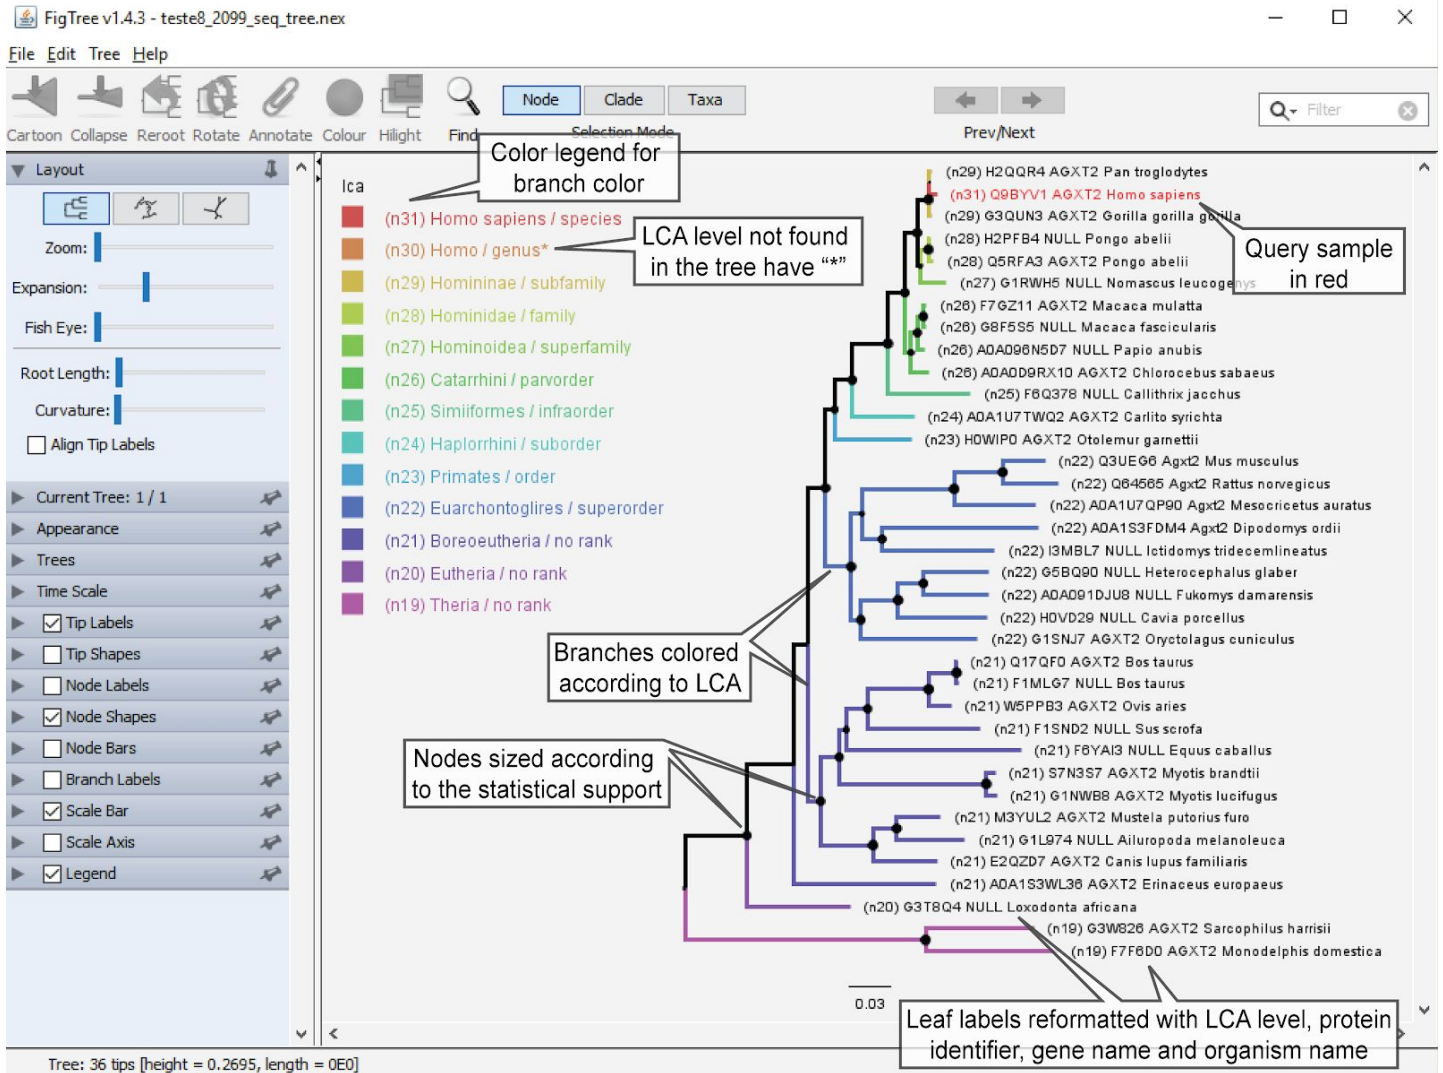 FigTree v1.4.3 - teste8_2099_seq_tree.nex
File Edit Tree Help
Cartoon Collapse Reroot Rotate Annotate Colour Hilight Find
Node Clade Taxa
Selection Mode
Prev/Next
Filter
Layout
Zoom:
Expansion:
Fish Eye:
Root Length:
Curvature:
Align Tip Labels
Current Tree: 1 / 1
Appearance
Trees
Time Scale
Tip Labels
Tip Shapes
Node Labels
Node Shapes
Node Bars
Branch Labels
Scale Bar
Scale Axis
Legend
Color legend for
branch color
lca
(n31) Homo sapiens / species
(n30) Homo / genus*
(n29) Homininae / subfamily
(n28) Hominidae / family
(n27) Hominoidea / superfamily
(n26) Catarrhini / parvorder
(n25) Simiiformes / infraorder
(n24) Haplorrhini / suborder
(n23) Primates / order
(n22) Euarchontoglires / superorder
(n21) Boreoeutheria / no rank
(n20) Eutheria / no rank
(n19) Theria / no rank
LCA level not found
in the tree have "*"
Query sample
in red
Branches colored
according to LCA
Nodes sized according
to the statistical support
(n29) H2QQR4 AGXT2 Pan troglodytes
(n31) Q9BYV1 AGXT2 Homo sapiens
(n29) G3QUN3 AGXT2 Gorilla gorilla gorilla
(n28) H2PFB4 NULL Pongo abelii
(n28) Q5RFA3 AGXT2 Pongo abelii
(n27) G1RWH5 NULL Nomascus leucogenys
(n26) F7GZ11 AGXT2 Macaca mulatta
(n26) G8F5S5 NULL Macaca fascicularis
(n26) A0A096N5D7 NULL Papio anubis
(n26) A0A0D9RX10 AGXT2 Chlorocebus sabaeus
(n25) F6Q378 NULL Callithrix jacchus
(n24) A0A1U7TWQ2 AGXT2 Carlito syrichta
(n23) H0WIP0 AGXT2 Otolemur garnettii
(n22) Q3UEG6 Agxt2 Mus musculus
(n22) Q64565 Agxt2 Rattus norvegicus
(n22) A0A1U7QP90 Agxt2 Mesocricetus auratus
(n22) A0A1S3FDM4 Agxt2 Dipodomys ordii
(n22) I3MBL7 NULL Ictidomys tridecemlineatus
(n22) G5BQ90 NULL Heterocephalus glaber
(n22) A0A091DJU8 NULL Fukomys damarensis
(n22) H0VD29 NULL Cavia porcellus
(n22) G1SNJ7 AGXT2 Oryctolagus cuniculus
(n21) Q17QF0 AGXT2 Bos taurus
(n21) F1MLG7 NULL Bos taurus
(n21) W5PPB3 AGXT2 Ovis aries
(n21) F1SND2 NULL Sus scrofa
(n21) F6YAI3 NULL Equus caballus
(n21) S7N3S7 AGXT2 Myotis brandtii
(n21) G1NWB8 AGXT2 Myotis lucifugus
(n21) M3YUL2 AGXT2 Mustela putorius furo
(n21) G1L974 NULL Ailuropoda melanoleuca
(n21) E2QZD7 AGXT2 Canis lupus familiaris
(n21) A0A1S3WL36 AGXT2 Erinaceus europaeus
(n20) G3T8Q4 NULL Loxodonta africana
(n19) G3W826 AGXT2 Sarcophilus harrisii
(n19) F7F6D0 AGXT2 Monodelphis domestica
0.03
Leaf labels reformatted with LCA level, protein
identifier, gene name and organism name
Tree: 36 tips [height = 0.2695, length = 0E0]